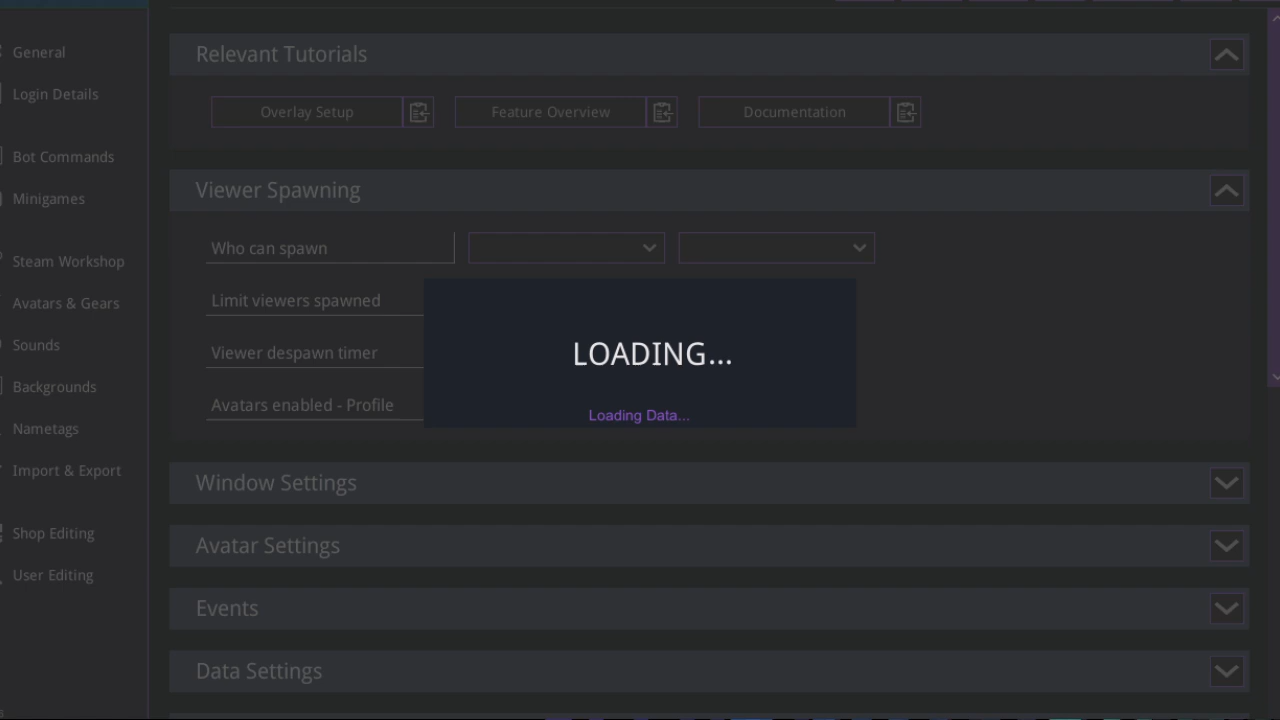 General
Login Details
Bot Commands
Minigames
Steam Workshop
Avatars & Gears
Sounds
Backgrounds
Nametags
Import & Export
Shop Editing
User Editing
Relevant Tutorials
Overlay Setup
Feature Overview
Documentation
Viewer Spawning
Who can spawn
Limit viewers spawned
Viewer despawn timer
Avatars enabled - Profile
LOADING...
Loading Data...
Window Settings
Avatar Settings
Events
Data Settings